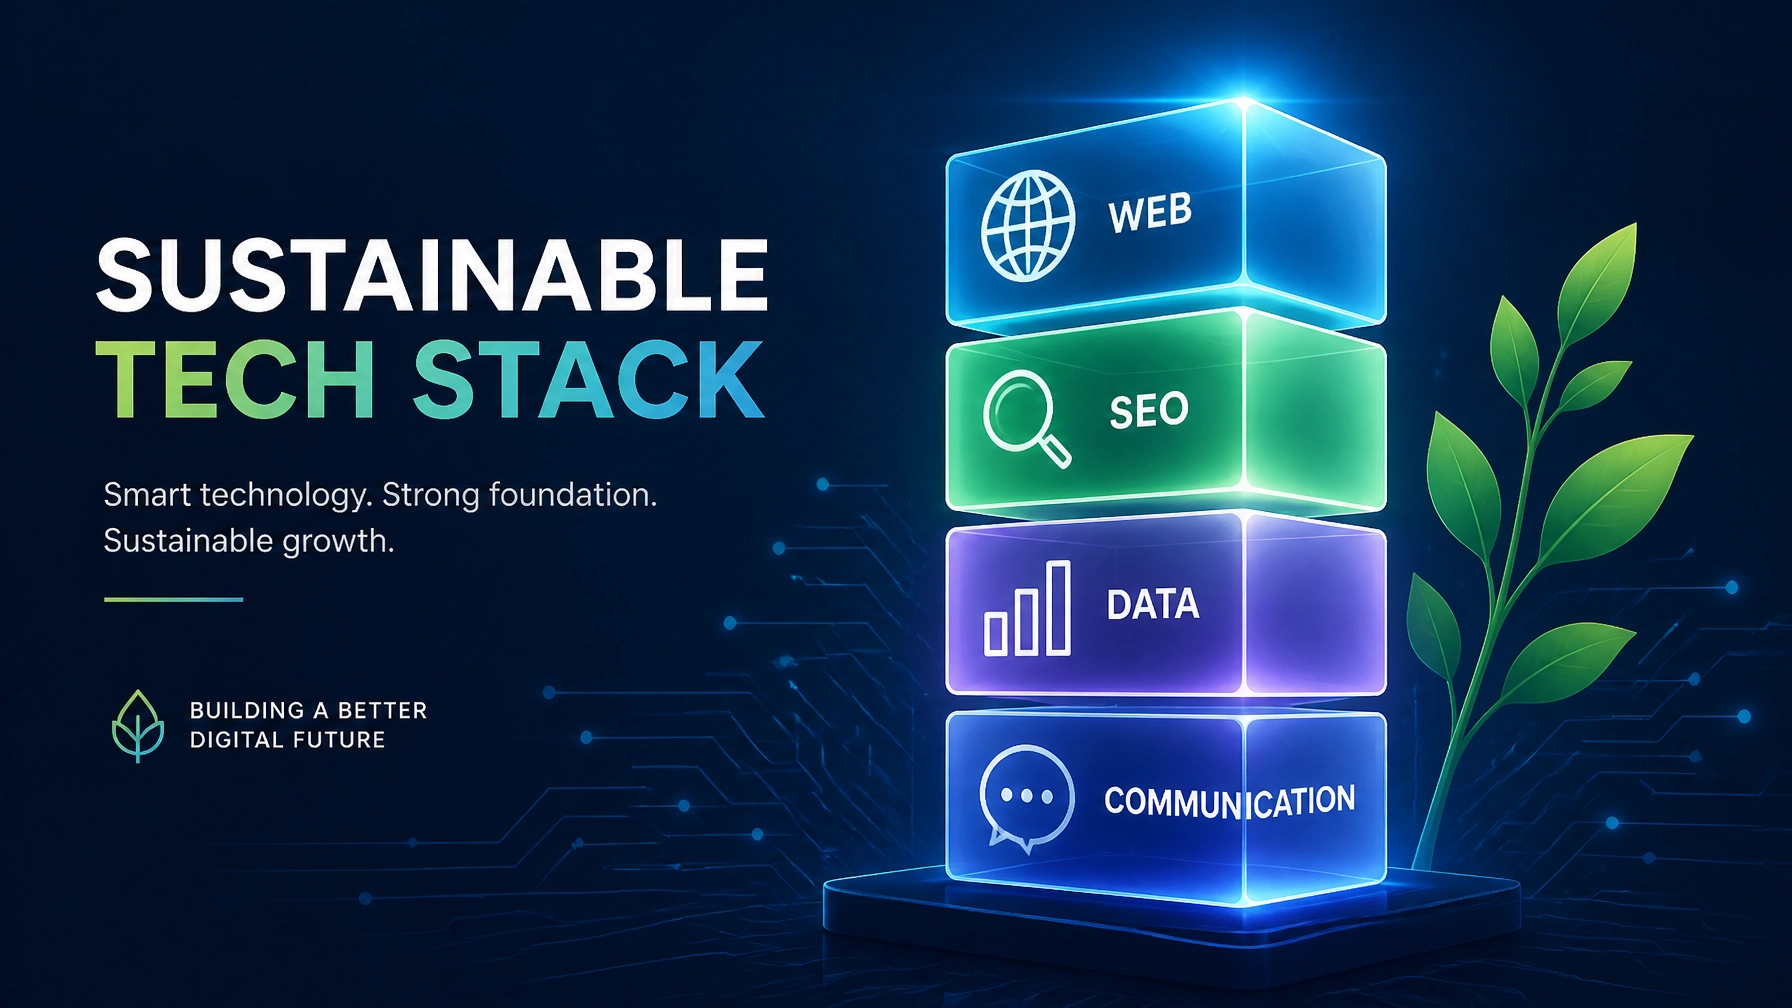 SUSTAINABLE
TECH STACK
Smart technology. Strong foundation.
Sustainable growth.
BUILDING A BETTER
DIGITAL FUTURE
WEB
SEO
DATA
COMMUNICATION